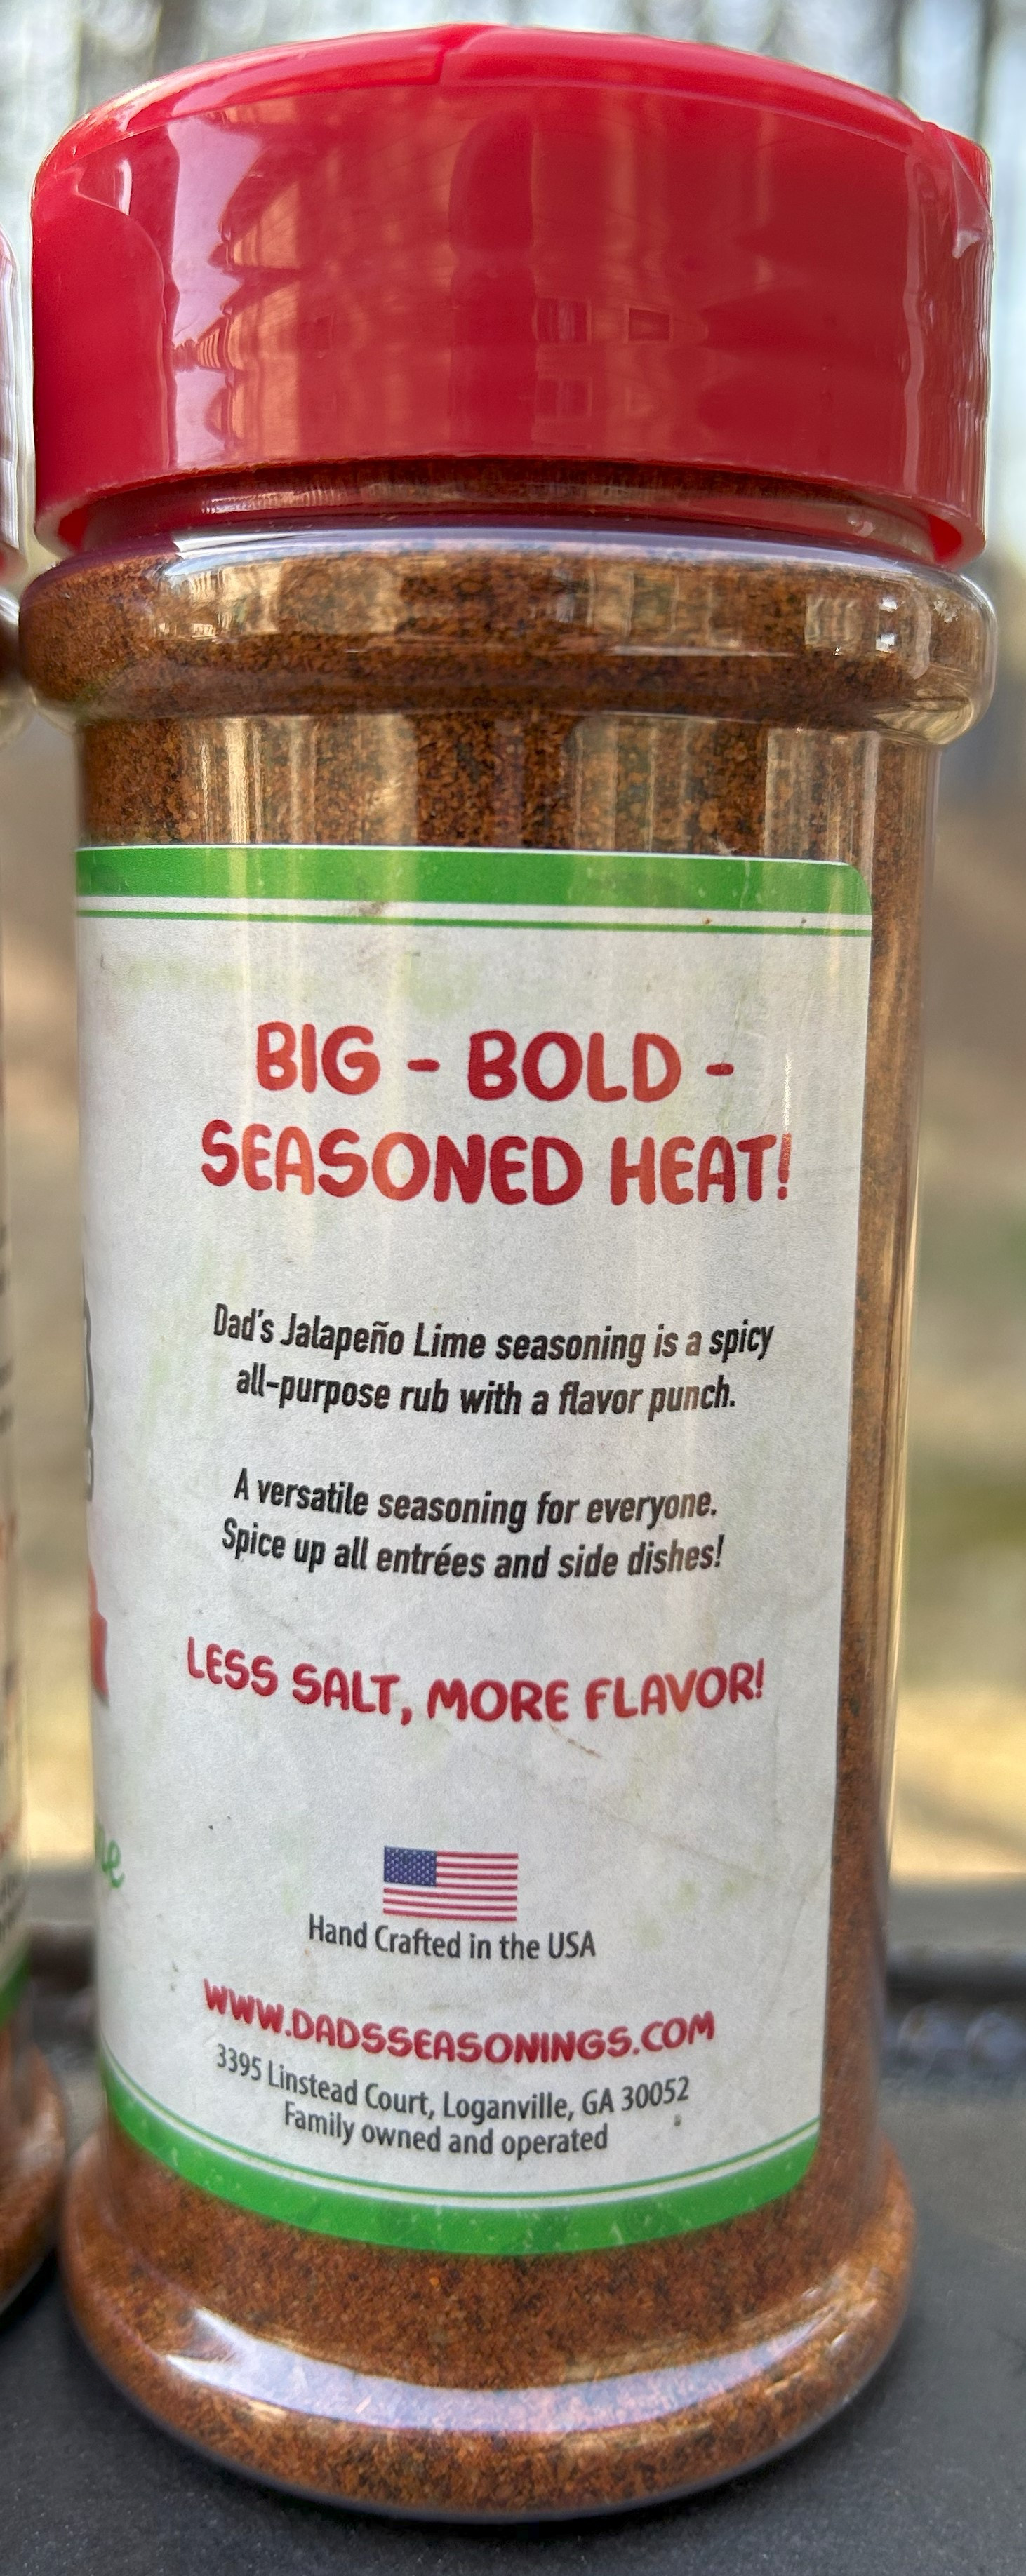 BIG - BOLD -
SEASONED HEAT!
Dad's Jalapeño Lime seasoning is a spicy
all-purpose rub with a flavor punch.
A versatile seasoning for everyone.
Spice up all entrées and side dishes!
LESS SALT, MORE FLAVOR!
Hand Crafted in the USA
WWW.DADSSEASONINGS.COM
3395 Linstead Court, Loganville, GA 30052
Family owned and operated